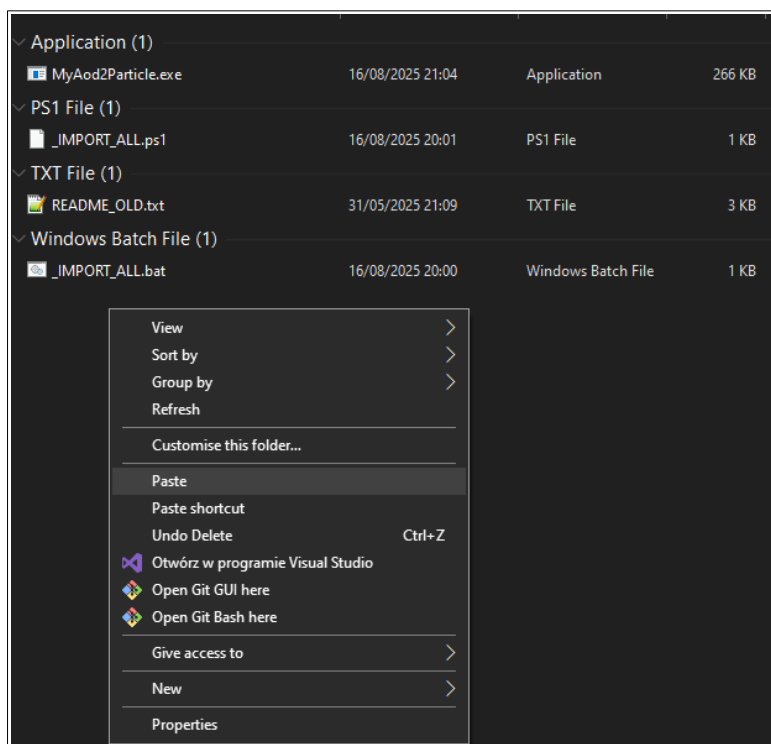 Application (1)
MyAod2Particle.exe 16/08/2025 21:04 Application 266 KB
PS1 File (1)
_IMPORT_ALL.ps1 16/08/2025 20:01 PS1 File 1 KB
TXT File (1)
README_OLD.txt 31/05/2025 21:09 TXT File 3 KB
Windows Batch File (1)
_IMPORT_ALL.bat 16/08/2025 20:00 Windows Batch File 1 KB
View
Sort by
Group by
Refresh
Customise this folder...
Paste
Paste shortcut
Undo Delete Ctrl+Z
Otwórz w programie Visual Studio
Open Git GUI here
Open Git Bash here
Give access to
New
Properties